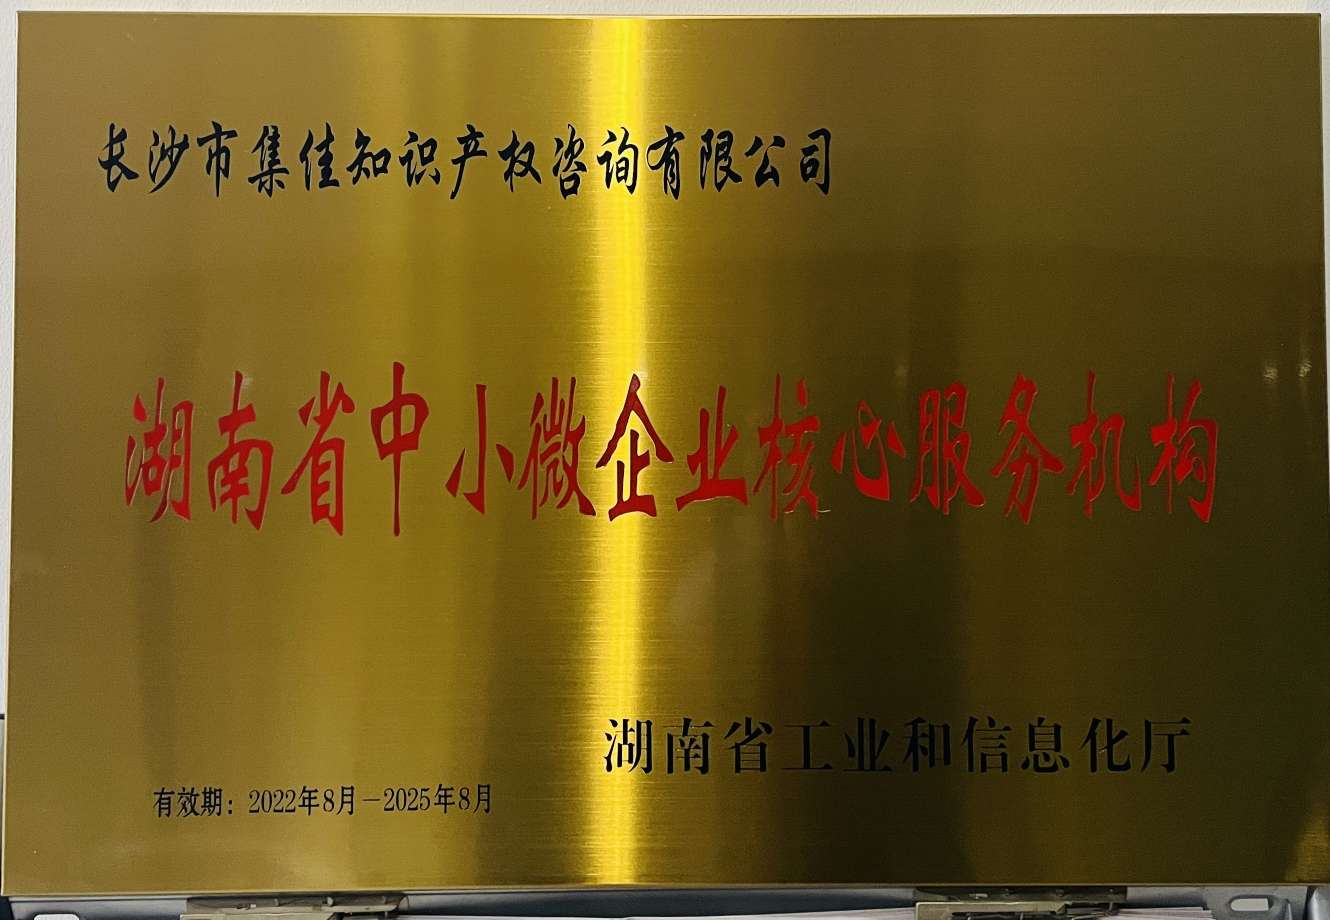 长沙市集佳知识产权咨询有限公司
湖南省中小微企业核心服务机构
湖南省工业和信息化厅
有效期：2022年8月－2025年8月